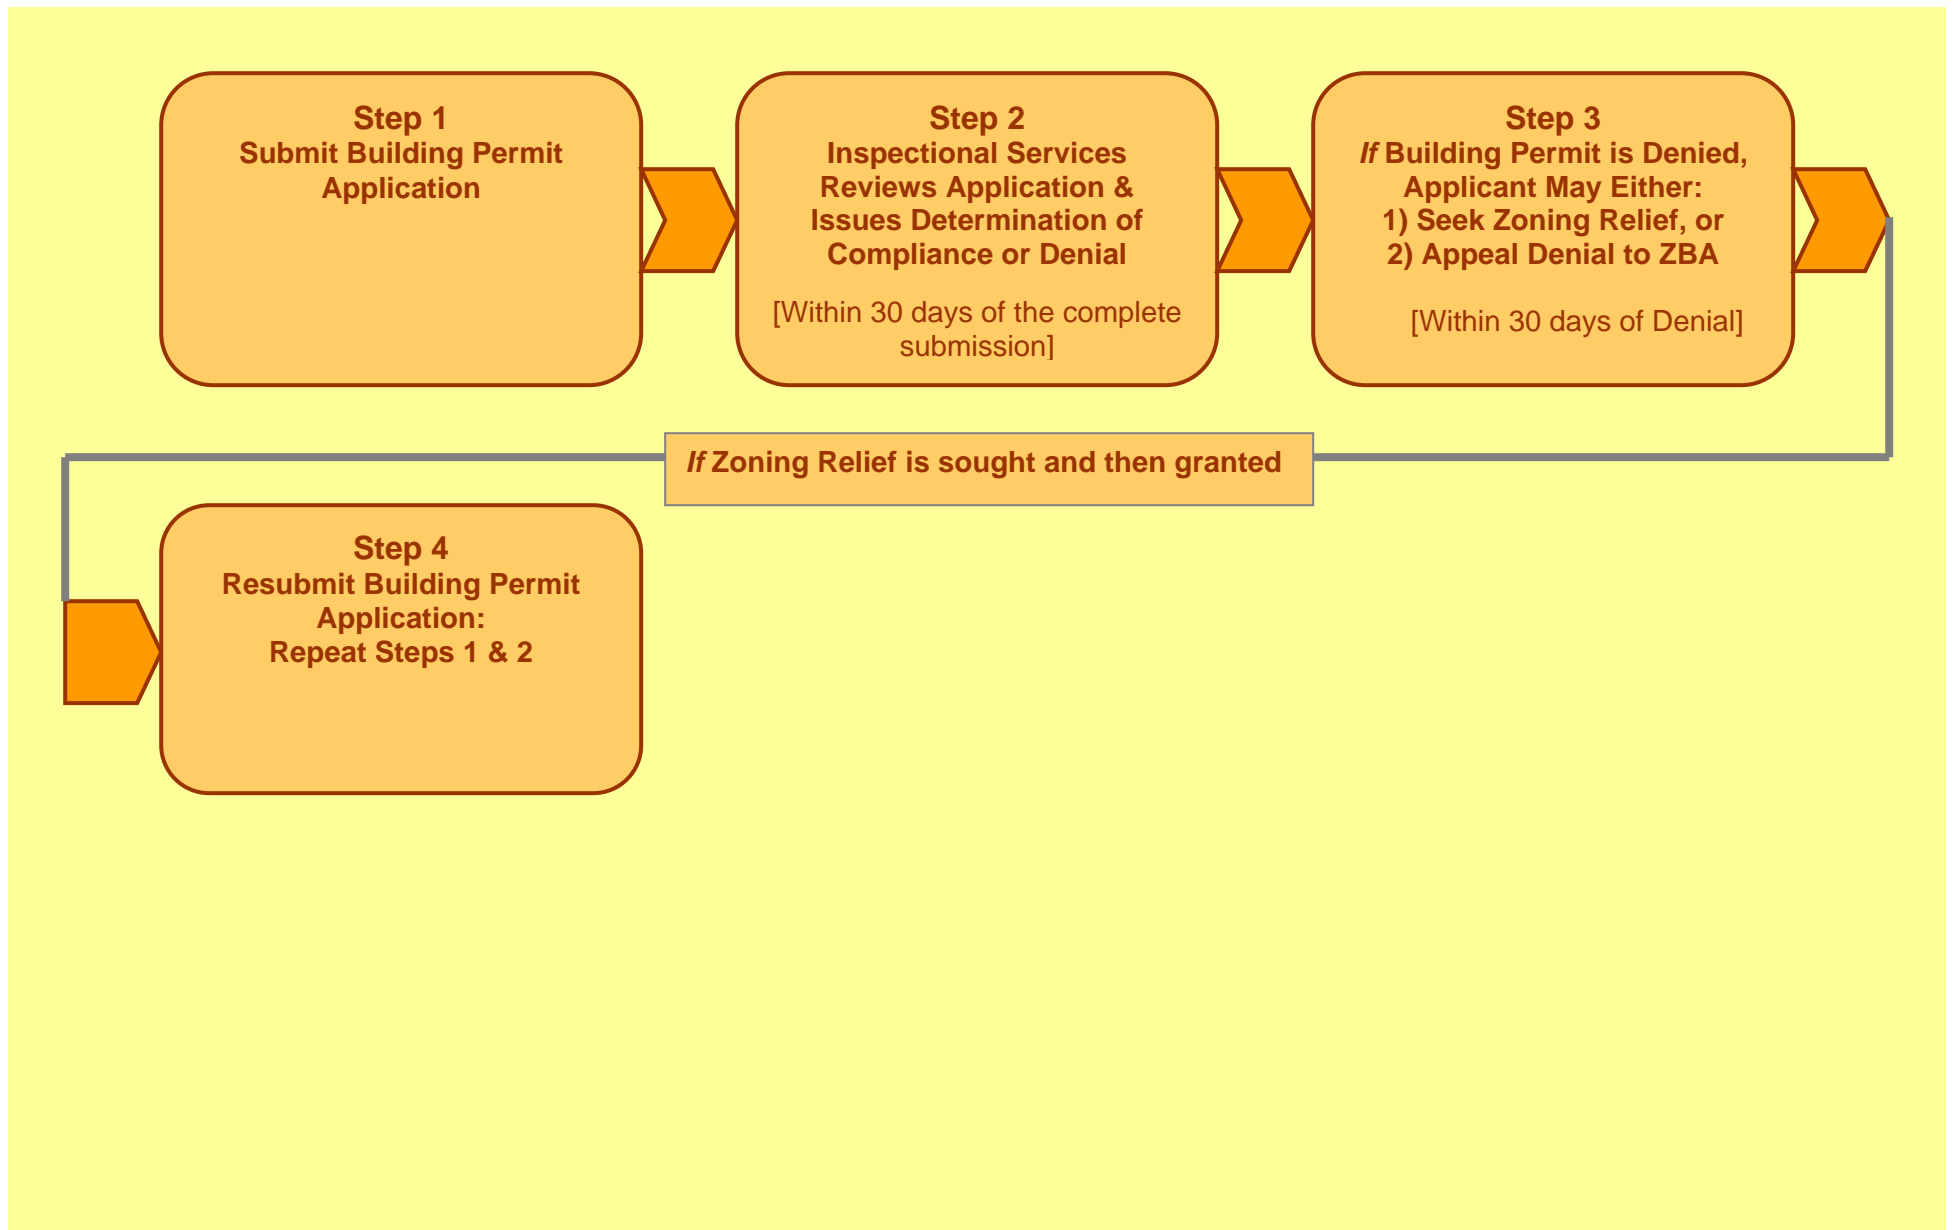 Step 1
Submit Building Permit
Application
Step 2
Inspectional Services
Reviews Application &
Issues Determination of
Compliance or Denial
[Within 30 days of the complete
submission]
Step 3
If Building Permit is Denied,
Applicant May Either:
1) Seek Zoning Relief, or
2) Appeal Denial to ZBA
[Within 30 days of Denial]
If Zoning Relief is sought and then granted
Step 4
Resubmit Building Permit
Application:
Repeat Steps 1 & 2